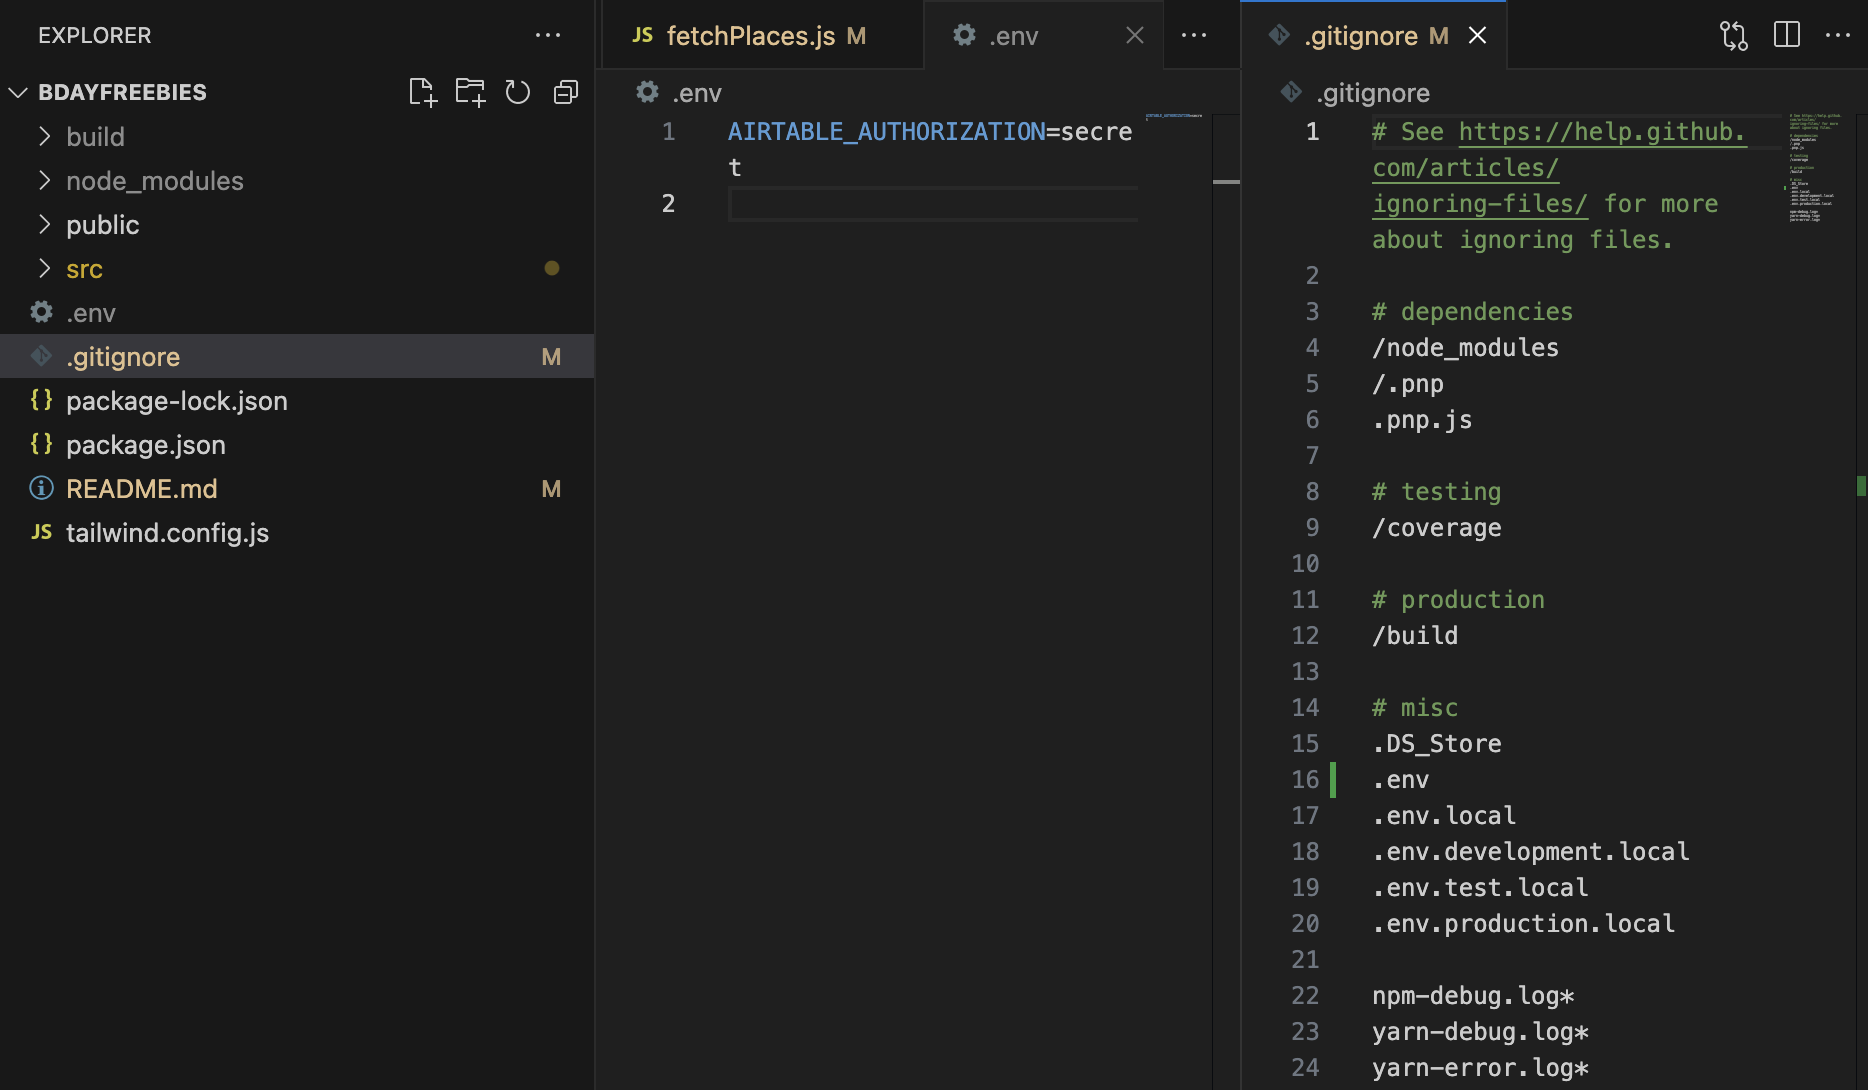 EXPLORER
BDAYFREEBIES
build
node_modules
public
src
.env
.gitignore M
package-lock.json
package.json
README.md M
JS tailwind.config.js
JS fetchPlaces.js M
.env
.env
1 AIRTABLE_AUTHORIZATION=secre
t
2
.gitignore M
.gitignore
1 # See https://help.github.
com/articles/
ignoring-files/ for more
about ignoring files.
2
3 # dependencies
4 /node_modules
5 /.pnp
6 .pnp.js
7
8 # testing
9 /coverage
10
11 # production
12 /build
13
14 # misc
15 .DS_Store
16 .env
17 .env.local
18 .env.development.local
19 .env.test.local
20 .env.production.local
21
22 npm-debug.log*
23 yarn-debug.log*
24 yarn-error.log*